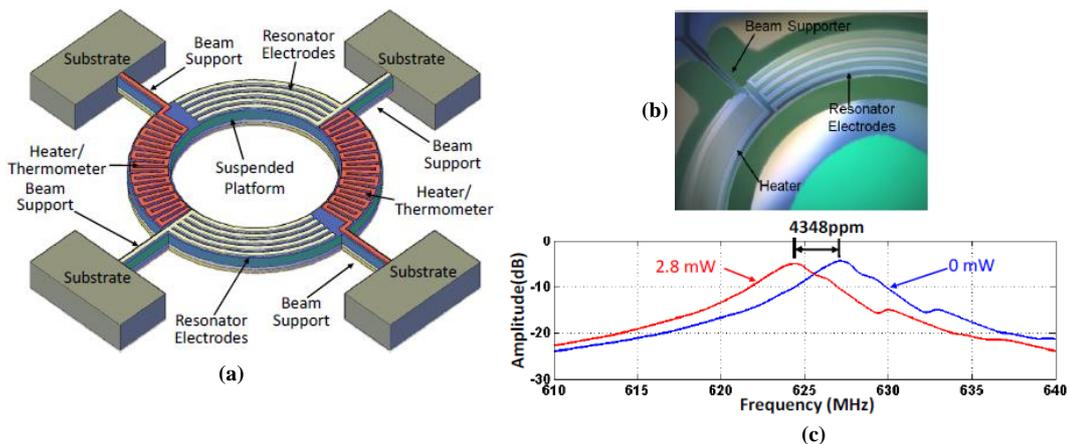 Substrate
Beam
Support
Resonator
Electrodes
Substrate
Heater/
Thermometer
Beam
Support
Suspended
Platform
Beam
Support
Heater/
Thermometer
Substrate
Resonator
Electrodes
Beam
Support
Substrate
(a)
Beam Supporter
Resonator
Electrodes
Heater
(b)
4348ppm
2.8 mW
0 mW
Amplitude(dB)
0
-10
-20
-30
610
615
620
625
630
635
640
Frequency (MHz)
(c)